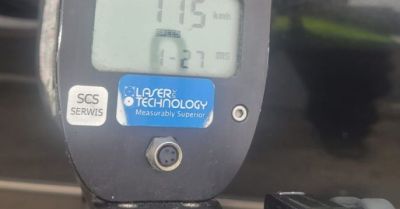 115 km/h
1-27 ms
LASER
TECHNOLOGY
Measurably Superior
SCS
SERWIS